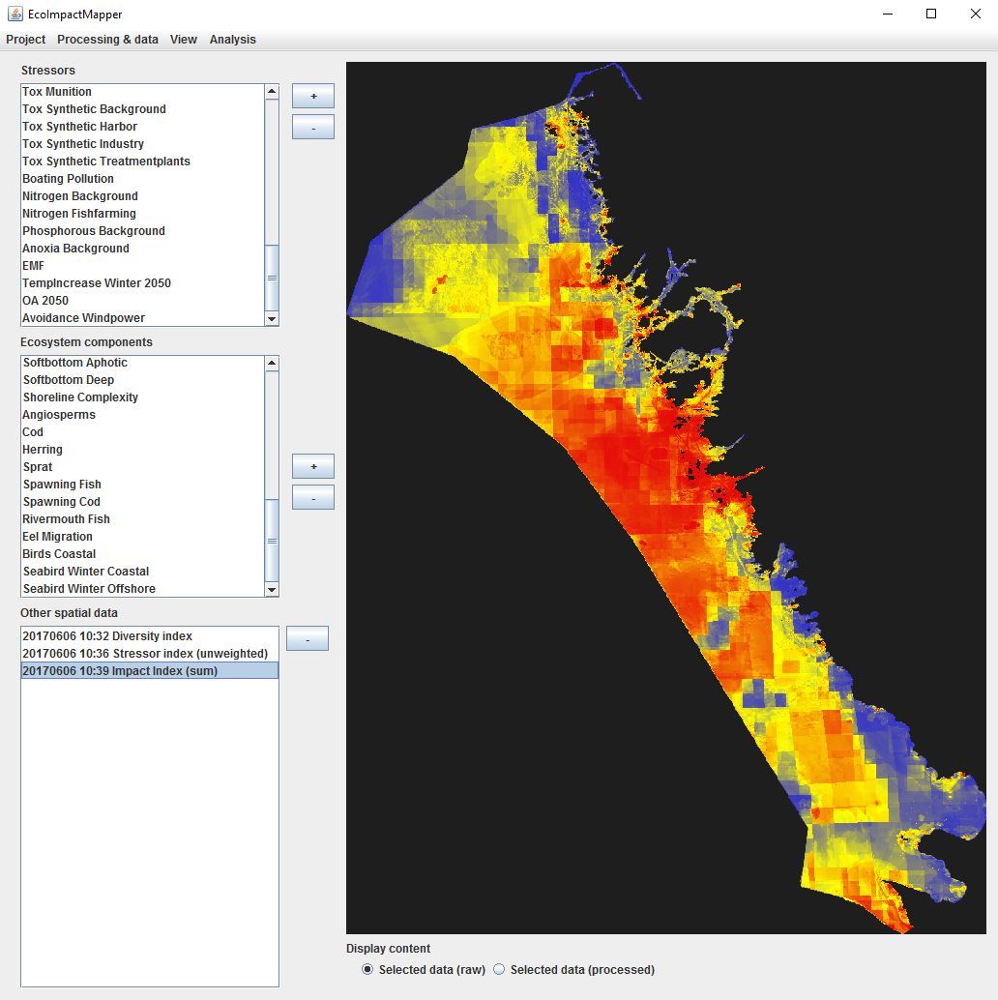 EcoImpactMapper
Project Processing & data View Analysis
Stressors
Tox Munition
Tox Synthetic Background
Tox Synthetic Harbor
Tox Synthetic Industry
Tox Synthetic Treatmentplants
Boating Pollution
Nitrogen Background
Nitrogen Fishfarming
Phosphorous Background
Anoxia Background
EMF
TempIncrease Winter 2050
OA 2050
Avoidance Windpower
+
-
Ecosystem components
Softbottom Aphotic
Softbottom Deep
Shoreline Complexity
Angiosperms
Cod
Herring
Sprat
Spawning Fish
Spawning Cod
Rivermouth Fish
Eel Migration
Birds Coastal
Seabird Winter Coastal
Seabird Winter Offshore
+
-
Other spatial data
20170606 10:32 Diversity index
20170606 10:36 Stressor index (unweighted)
20170606 10:39 Impact Index (sum)
-
Display content
Selected data (raw) Selected data (processed)